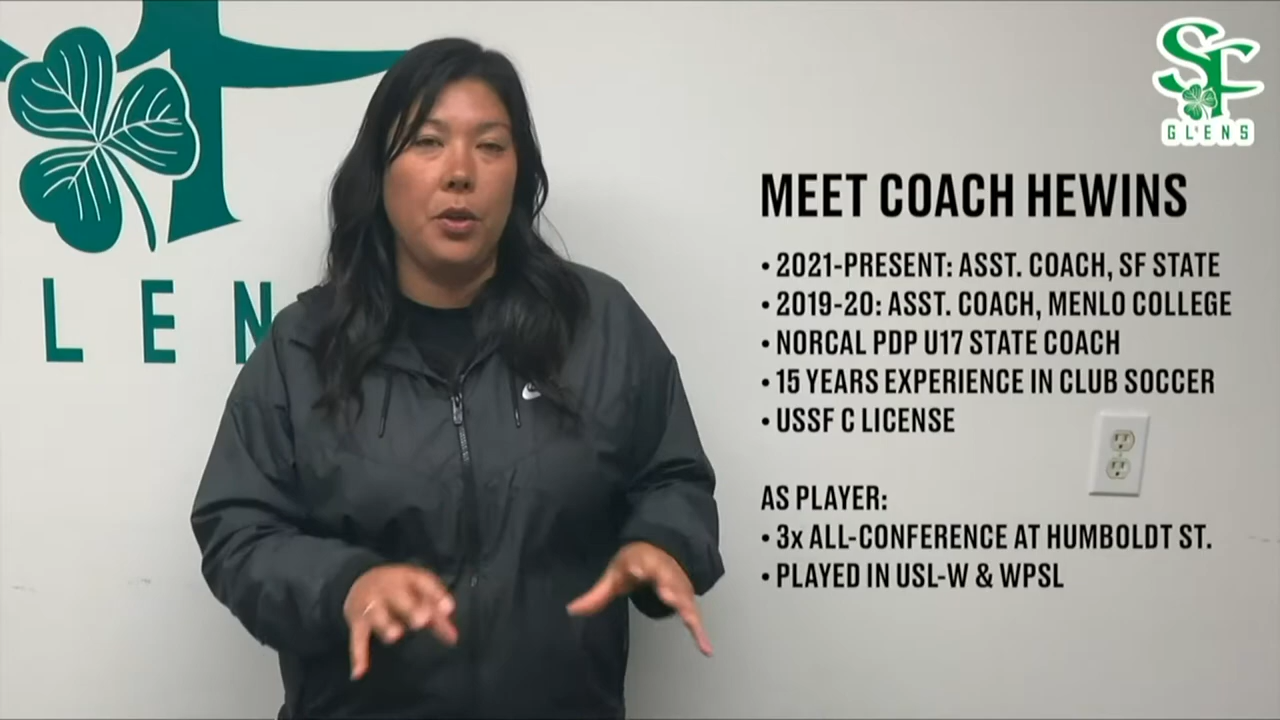 SF
GLENS
LEN
MEET COACH HEWINS
• 2021-PRESENT: ASST. COACH, SF STATE
• 2019-20: ASST. COACH, MENLO COLLEGE
• NORCAL PDP U17 STATE COACH
• 15 YEARS EXPERIENCE IN CLUB SOCCER
• USSF C LICENSE
AS PLAYER:
• 3x ALL-CONFERENCE AT HUMBOLDT ST.
• PLAYED IN USL-W & WPSL